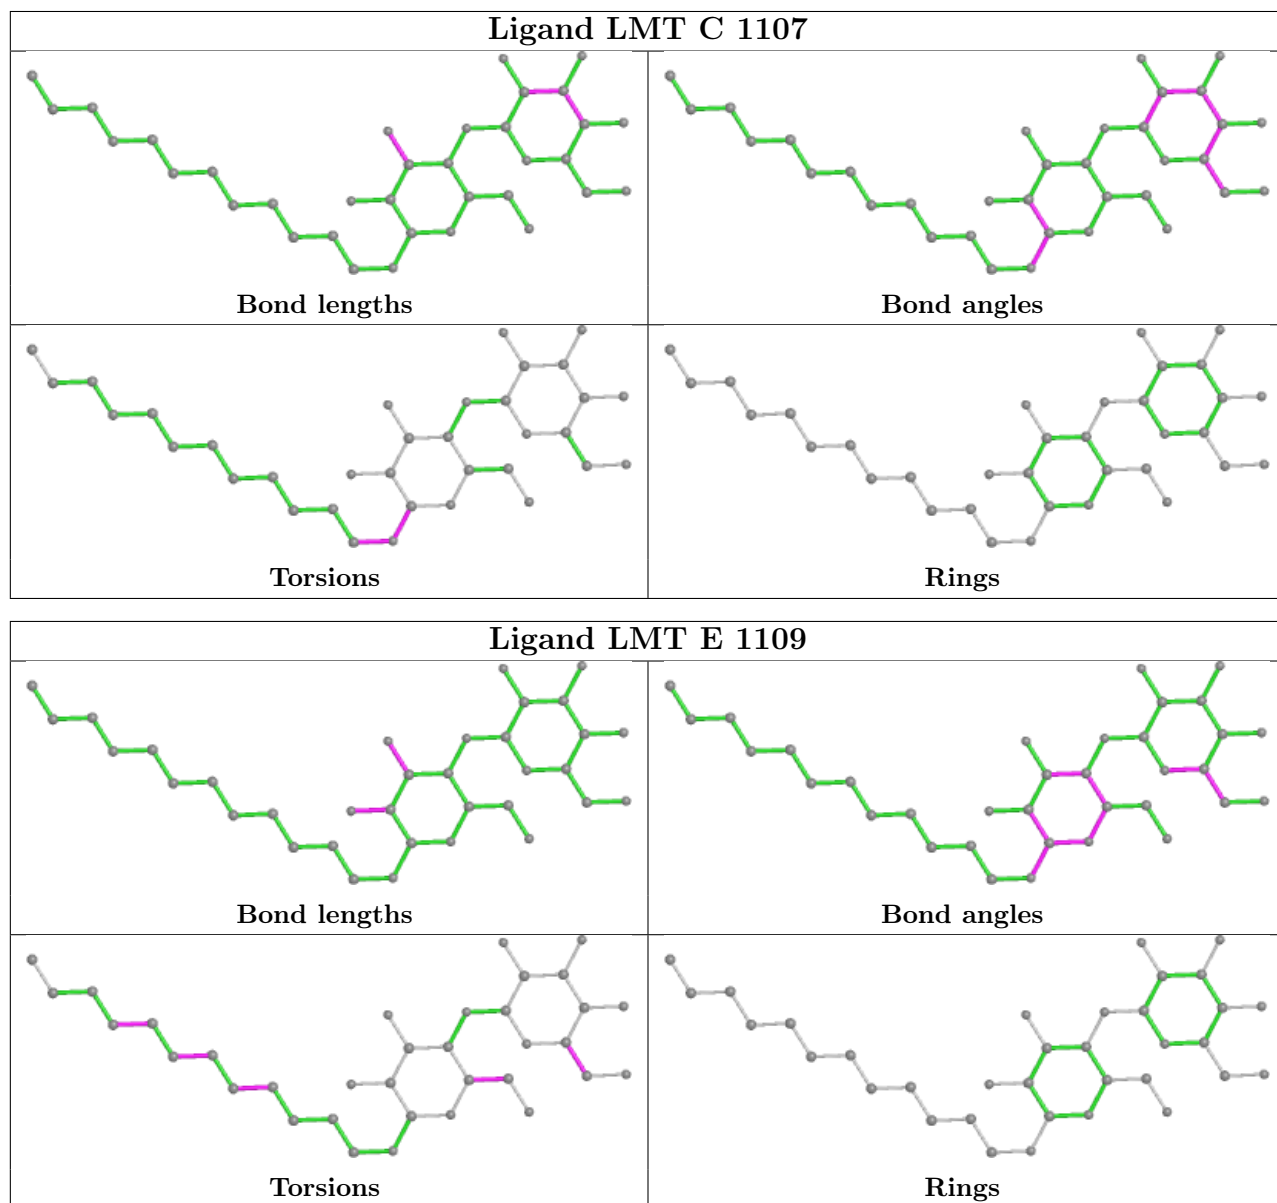 Ligand LMT C 1107
Bond lengths
Bond angles
Torsions
Rings
Ligand LMT E 1109
Bond lengths
Bond angles
Torsions
Rings